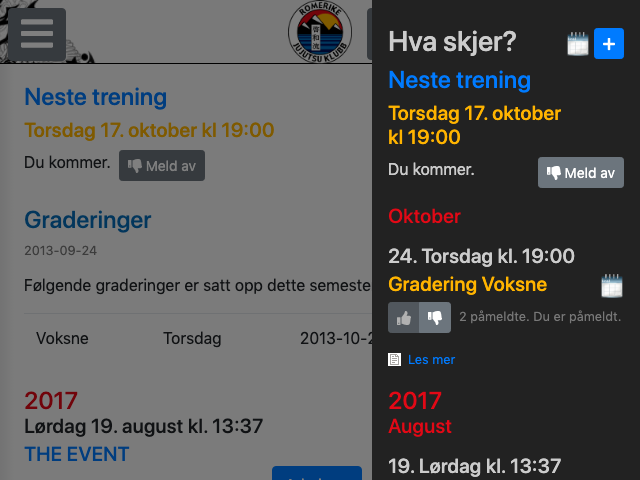 ROMERIKE
JUJUTSU KLUBB
Neste trening
Torsdag 17. oktober kl 19:00
Du kommer.
Meld av
Graderinger
2013-09-24
Følgende graderinger er satt opp dette semeste
Voksne
Torsdag
2013-10-2
2017
Lørdag 19. august kl. 13:37
THE EVENT
Hva skjer?
+
Neste trening
Torsdag 17. oktober
kl 19:00
Du kommer.
Meld av
Oktober
24. Torsdag kl. 19:00
Gradering Voksne
2 påmeldte. Du er påmeldt.
Les mer
2017
August
19. Lørdag kl. 13:37